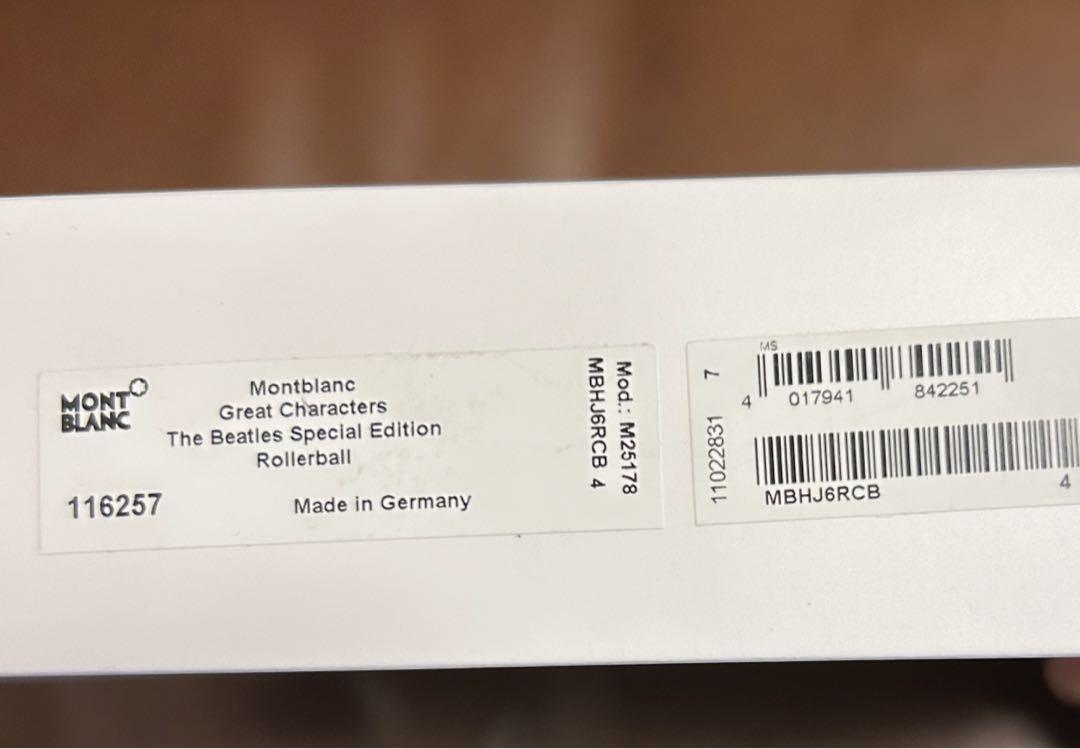 MONT
BLANC
Montblanc
Great Characters
The Beatles Special Edition
Rollerball
116257
Made in Germany
Mod.: M25178
MBHJ6RCB 4
11022831 7
MS
4 017941 842251
MBHJ6RCB 4